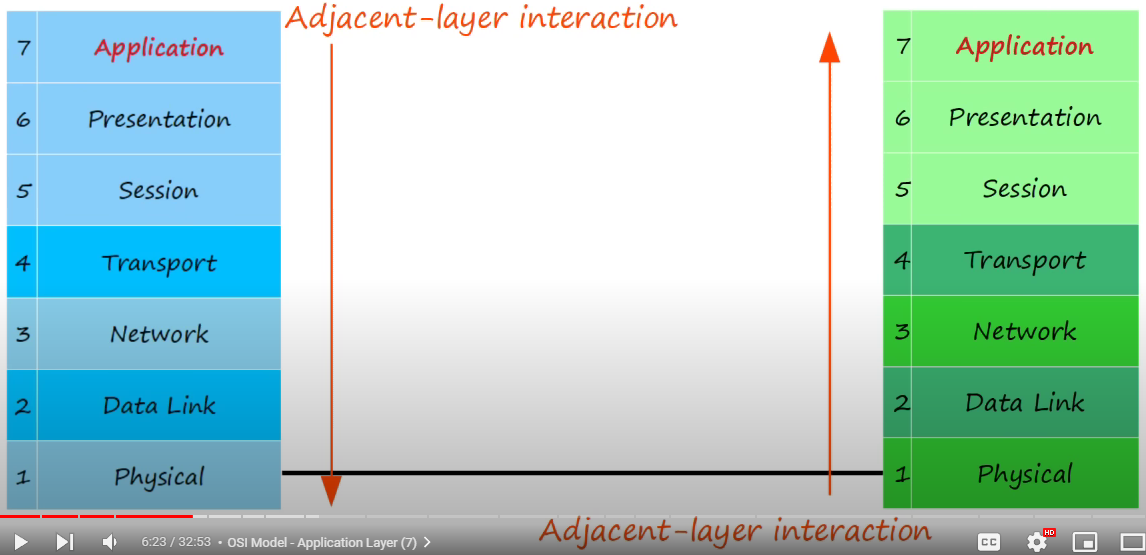 Adjacent-layer interaction
7 Application
6 Presentation
5 Session
4 Transport
3 Network
2 Data Link
1 Physical
7 Application
6 Presentation
5 Session
4 Transport
3 Network
2 Data Link
1 Physical
Adjacent-layer interaction
6:23 / 32:53 • OSI Model - Application Layer (7)
CC
HD